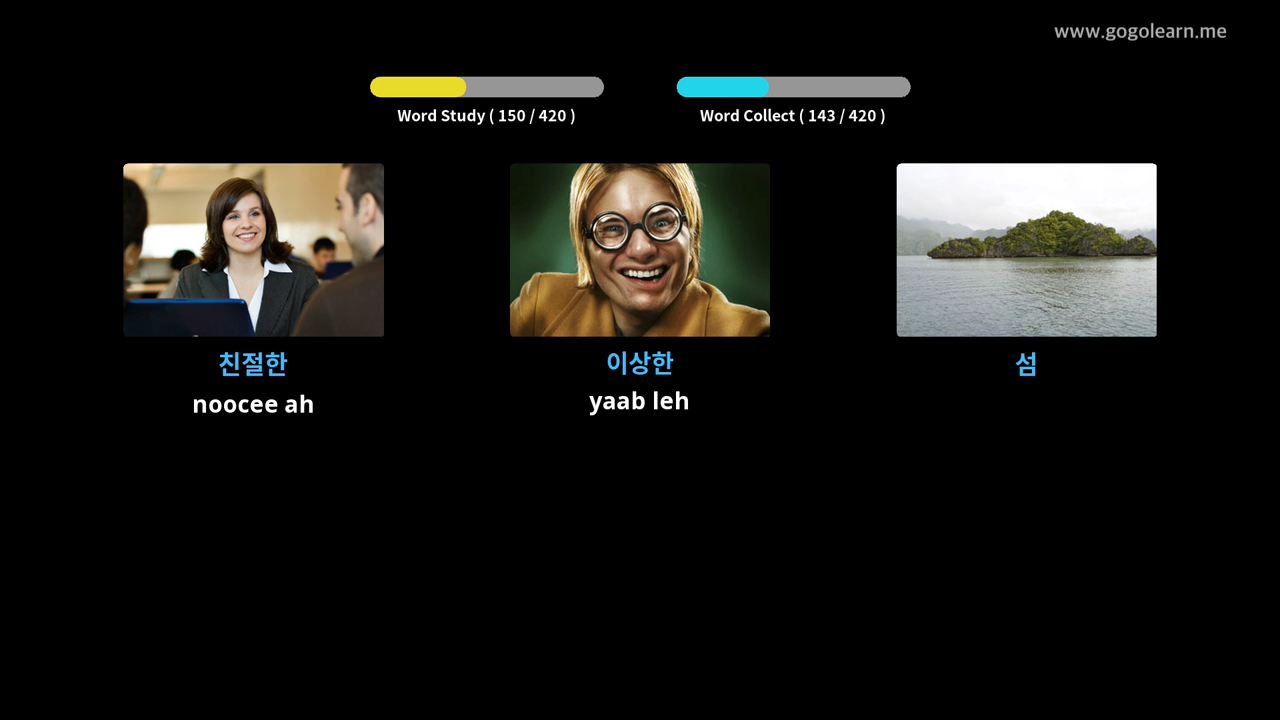 www.gogolearn.me
Word Study ( 150 / 420 )
Word Collect ( 143 / 420 )
친절한
이상한
섬
noocee ah
yaab leh